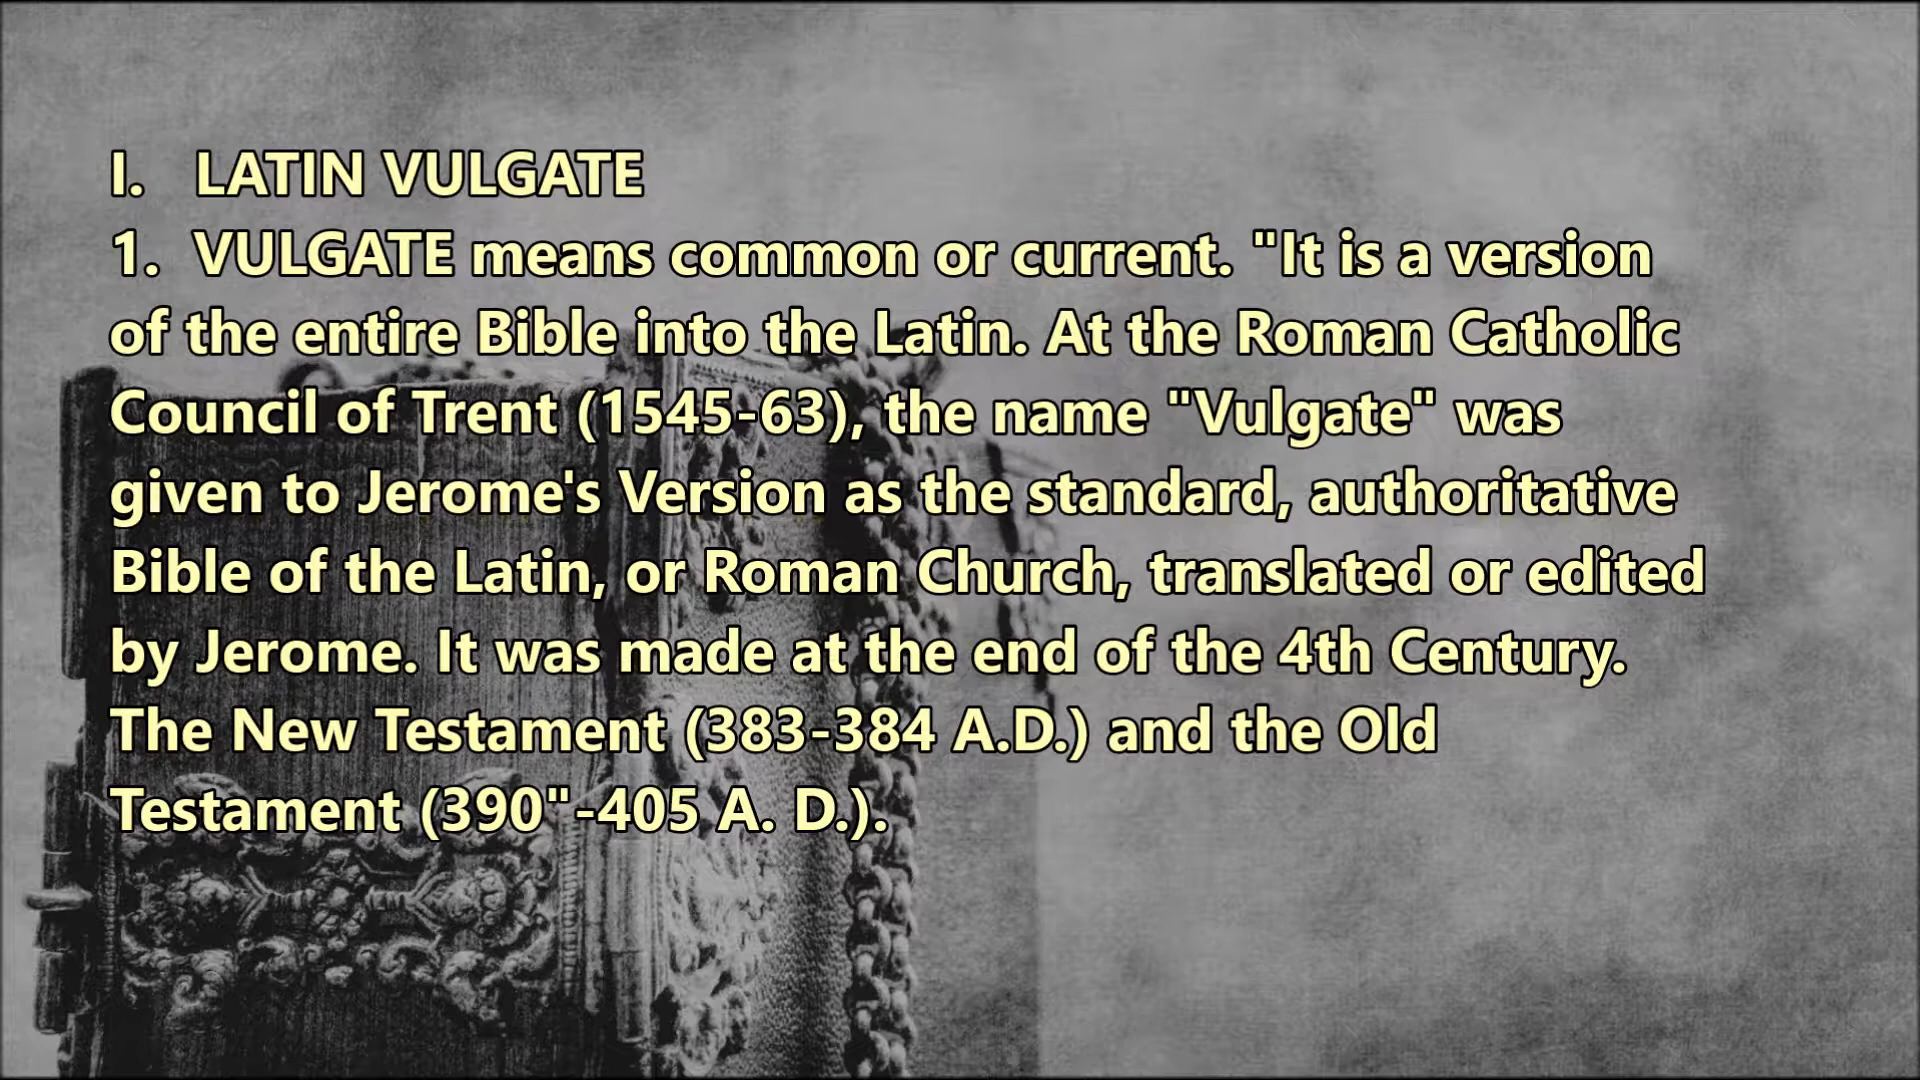 I. LATIN VULGATE
1. VULGATE means common or current. "It is a version
of the entire Bible into the Latin. At the Roman Catholic
Council of Trent (1545-63), the name "Vulgate" was
given to Jerome's Version as the standard, authoritative
Bible of the Latin, or Roman Church, translated or edited
by Jerome. It was made at the end of the 4th Century.
The New Testament (383-384 A.D.) and the Old
Testament (390"-405 A. D.).